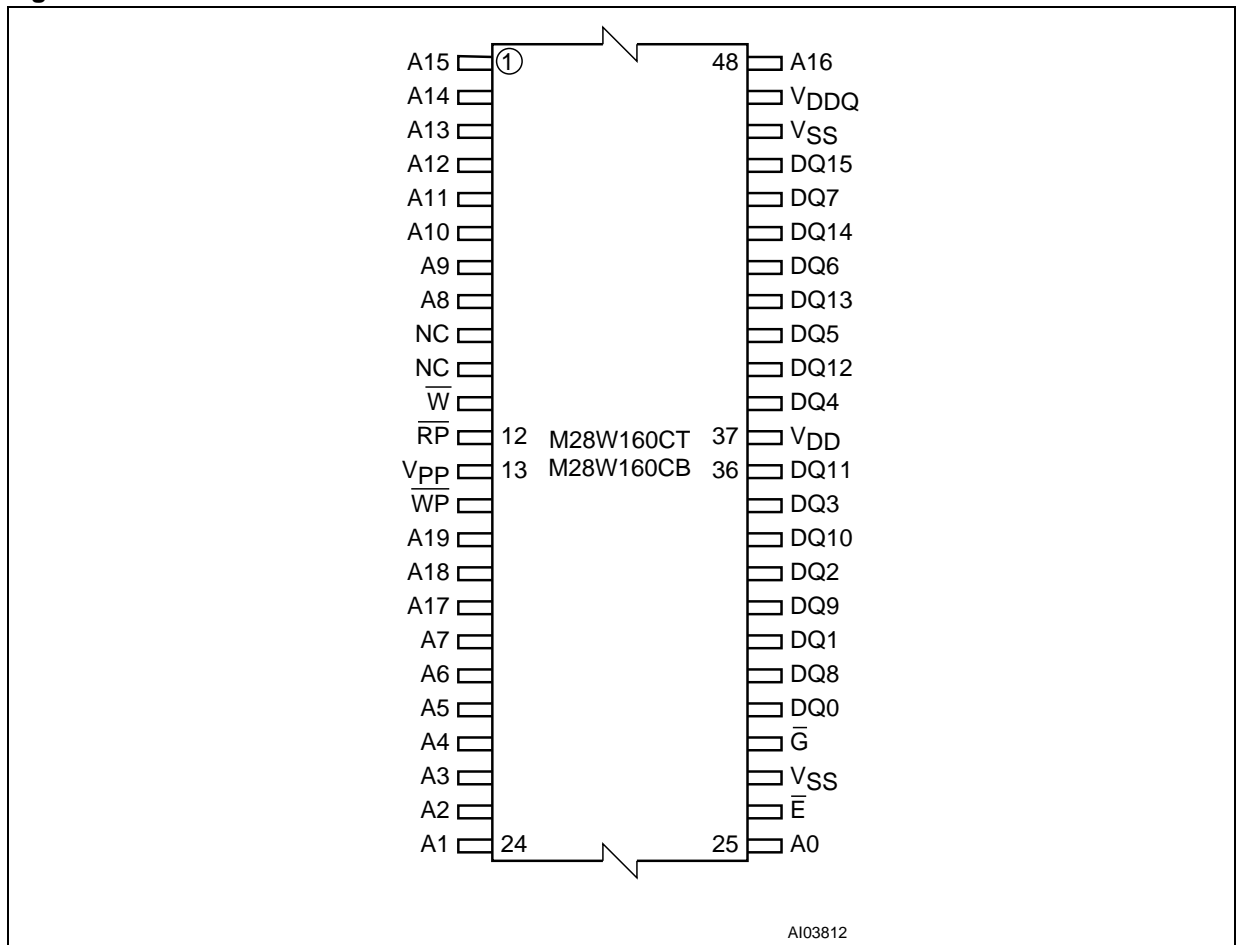 A15 1 48 A16
A14 VDDQ
A13 VSS
A12 DQ15
A11 DQ7
A10 DQ14
A9 DQ6
A8 DQ13
NC DQ5
NC DQ12
W̅ DQ4
R̅P̅ 12 M28W160CT 37 VDD
VPP 13 M28W160CB 36 DQ11
W̅P̅ DQ3
A19 DQ10
A18 DQ2
A17 DQ9
A7 DQ1
A6 DQ8
A5 DQ0
A4 G̅
A3 VSS
A2 E̅
A1 24 25 A0
AI03812